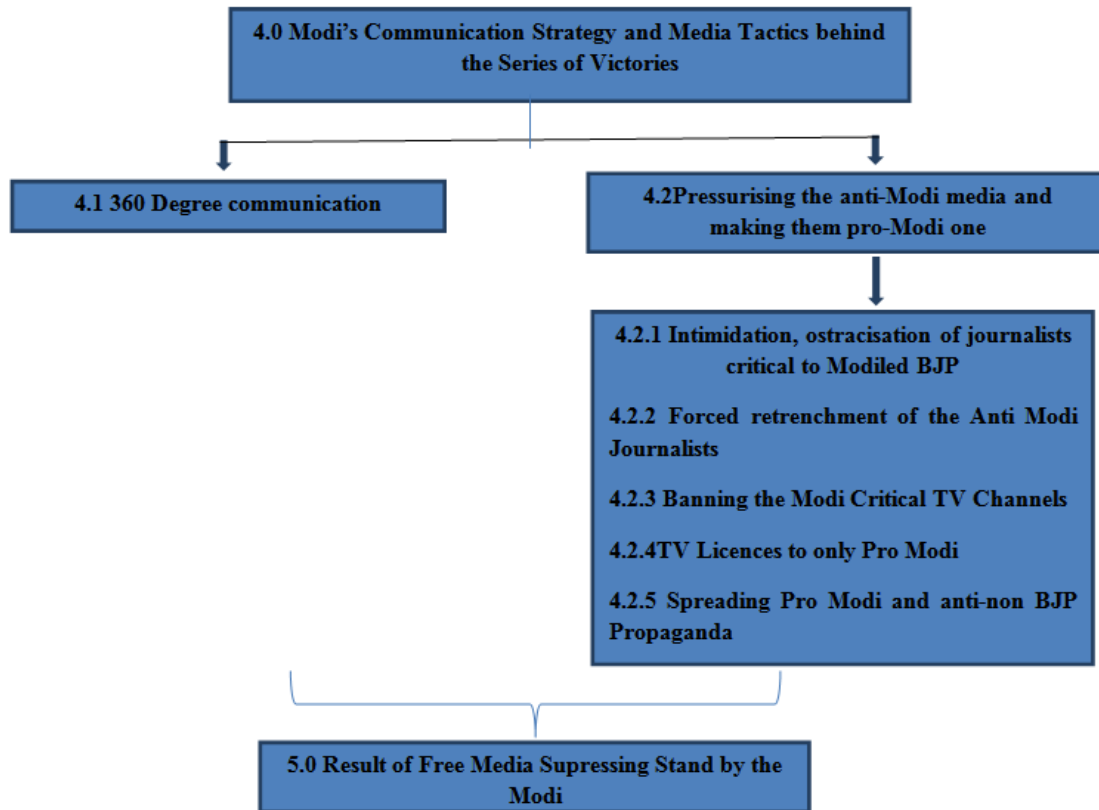 4.0 Modi’s Communication Strategy and Media Tactics behind
the Series of Victories
4.1 360 Degree communication
4.2Pressurising the anti-Modi media and
making them pro-Modi one
4.2.1 Intimidation, ostracisation of journalists
critical to Modiled BJP
4.2.2 Forced retrenchment of the Anti Modi
Journalists
4.2.3 Banning the Modi Critical TV Channels
4.2.4TV Licences to only Pro Modi
4.2.5 Spreading Pro Modi and anti-non BJP
Propaganda
5.0 Result of Free Media Supressing Stand by the
Modi